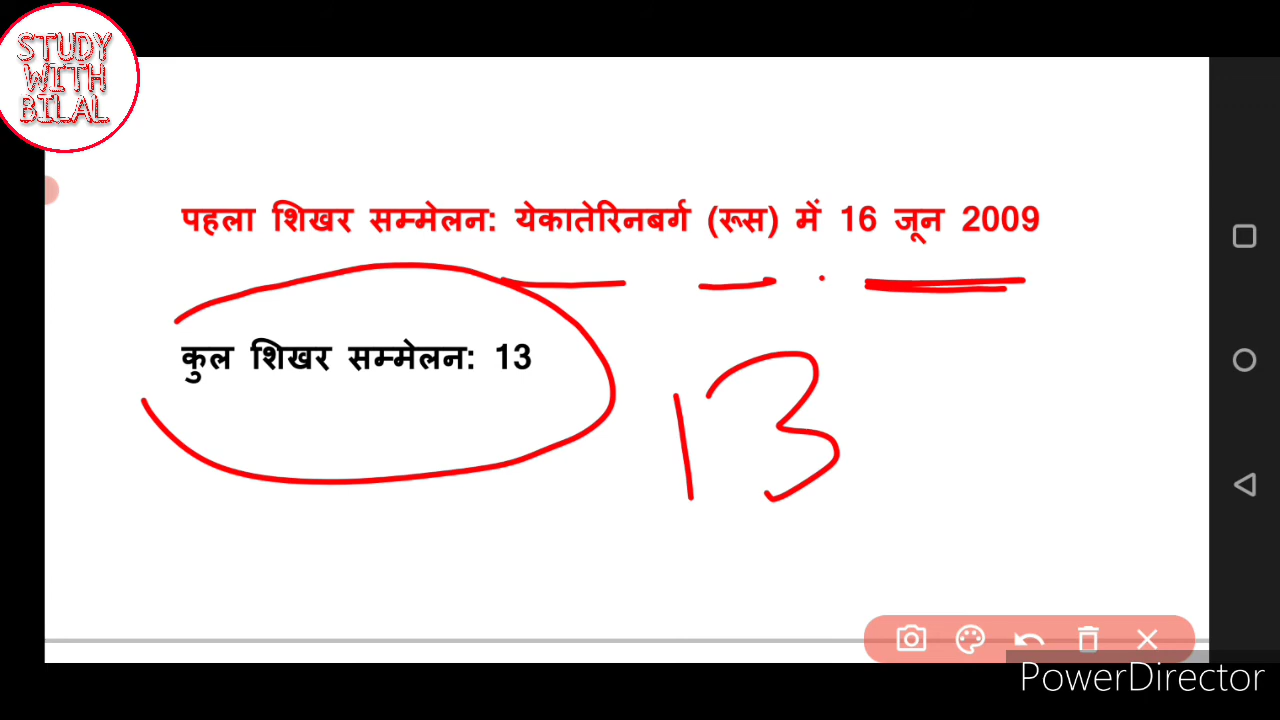 STUDY
WITH
BILAL
पहला शिखर सम्मेलन: येकातेरिनबर्ग (रूस) में 16 जून 2009
कुल शिखर सम्मेलन: 13
13
PowerDirector